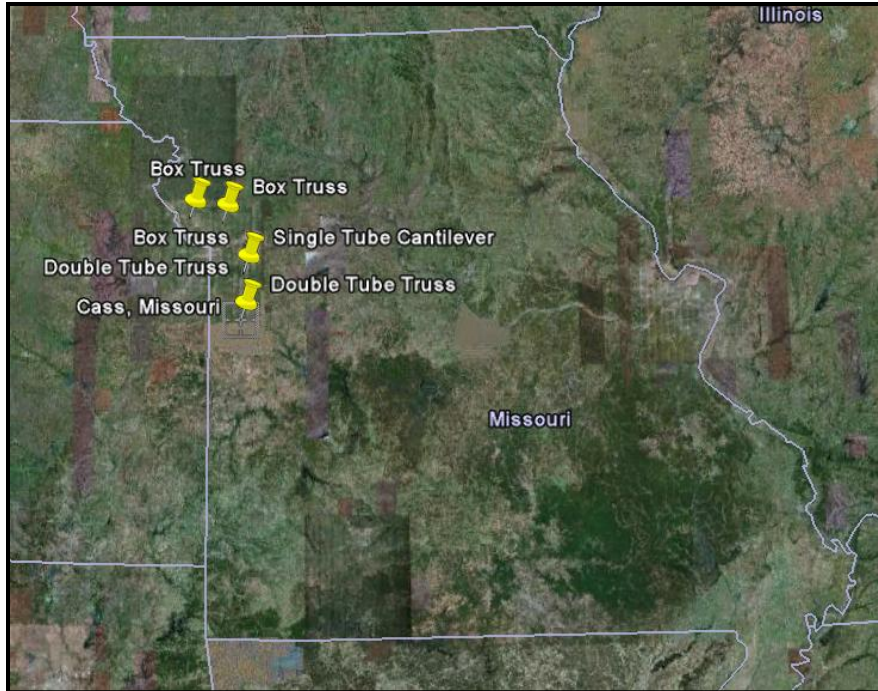 Illinois
Box Truss
Box Truss
Box Truss
Single Tube Cantilever
Double Tube Truss
Double Tube Truss
Cass, Missouri
Missouri